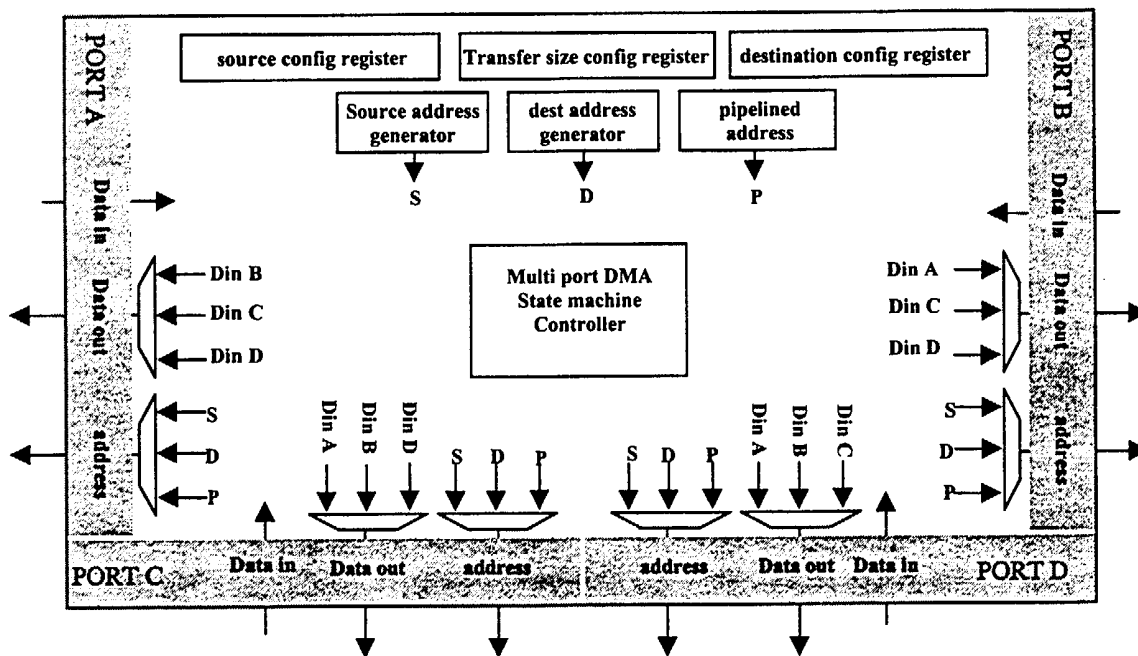 PORT A
PORT B
source config register
Transfer size config register
destination config register
Source address
generator
dest address
generator
pipelined
address
S
D
P
Data in
Data in
Multi port DMA
State machine
Controller
Data out
Din B
Din C
Din D
Din A
Din C
Din D
Data out
address
S
D
P
S
D
P
address
Din A
Din B
Din D
S
D
P
S
D
P
Din A
Din B
Din C
PORT C
Data in
Data out
address
address
Data out
Data in
PORT D